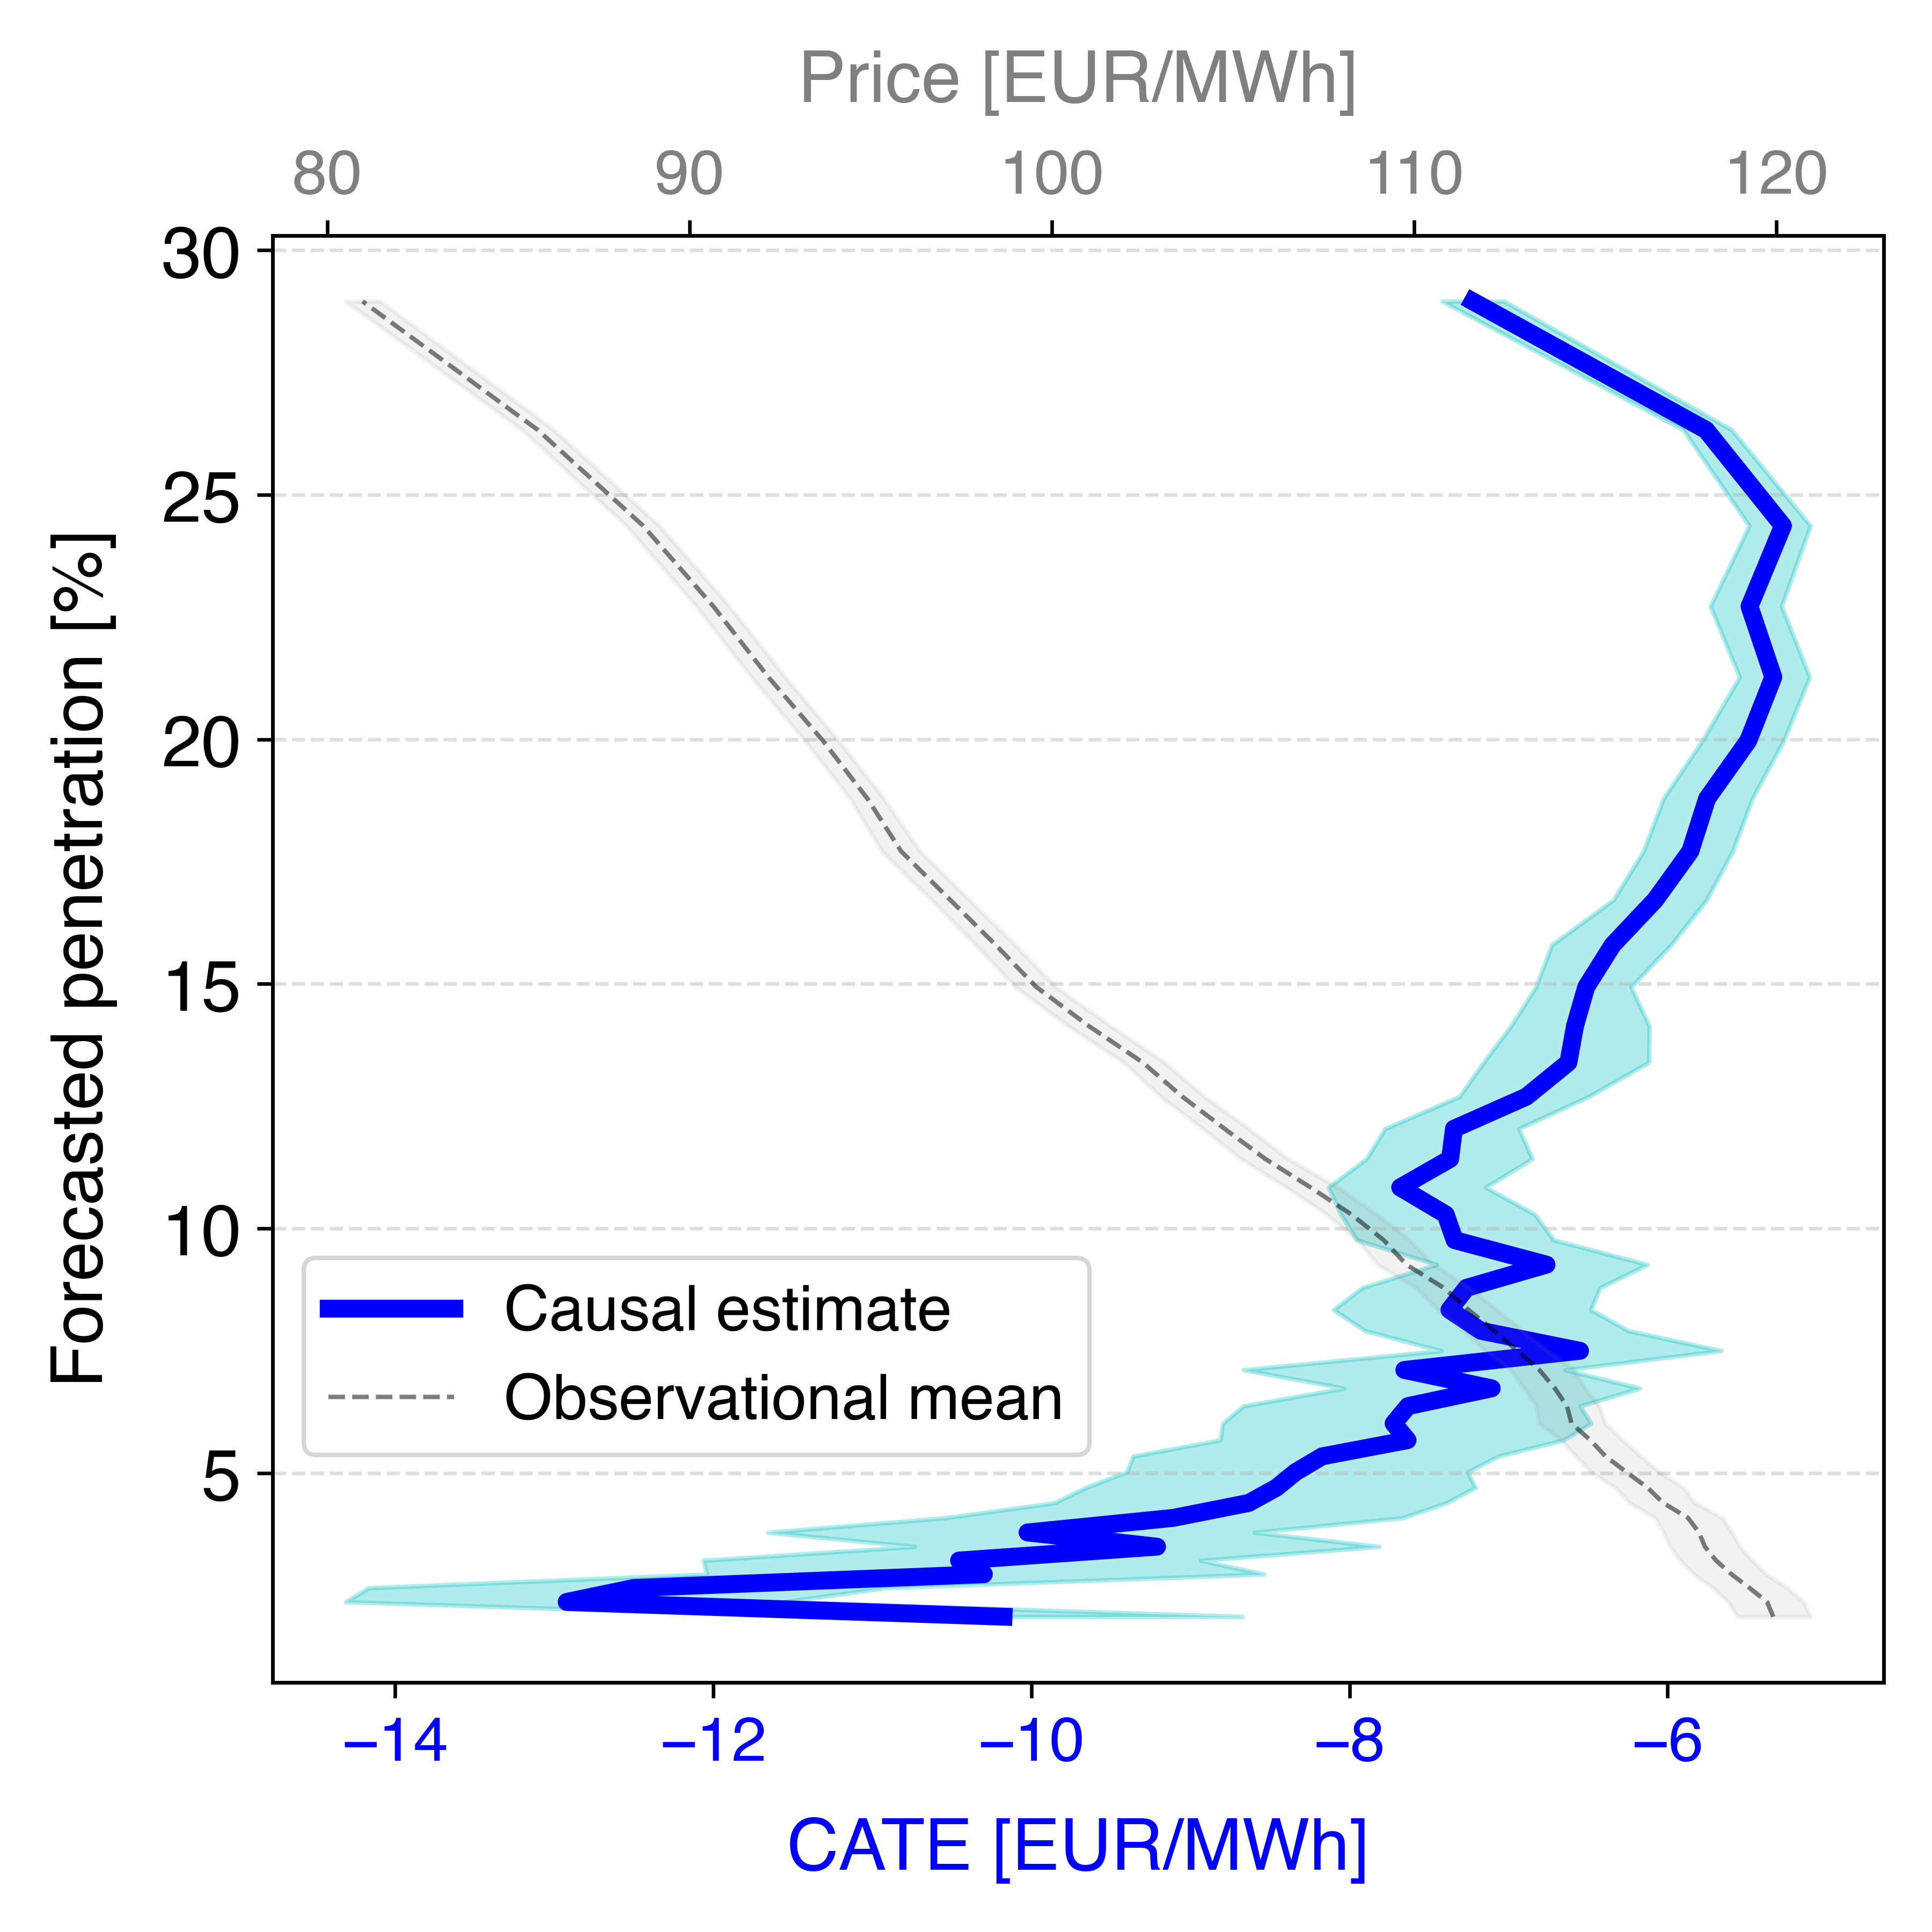 Price [EUR/MWh]
80 90 100 110 120
Forecasted penetration [%]
30
25
20
15
10
5
Causal estimate
Observational mean
−14 −12 −10 −8 −6
CATE [EUR/MWh]